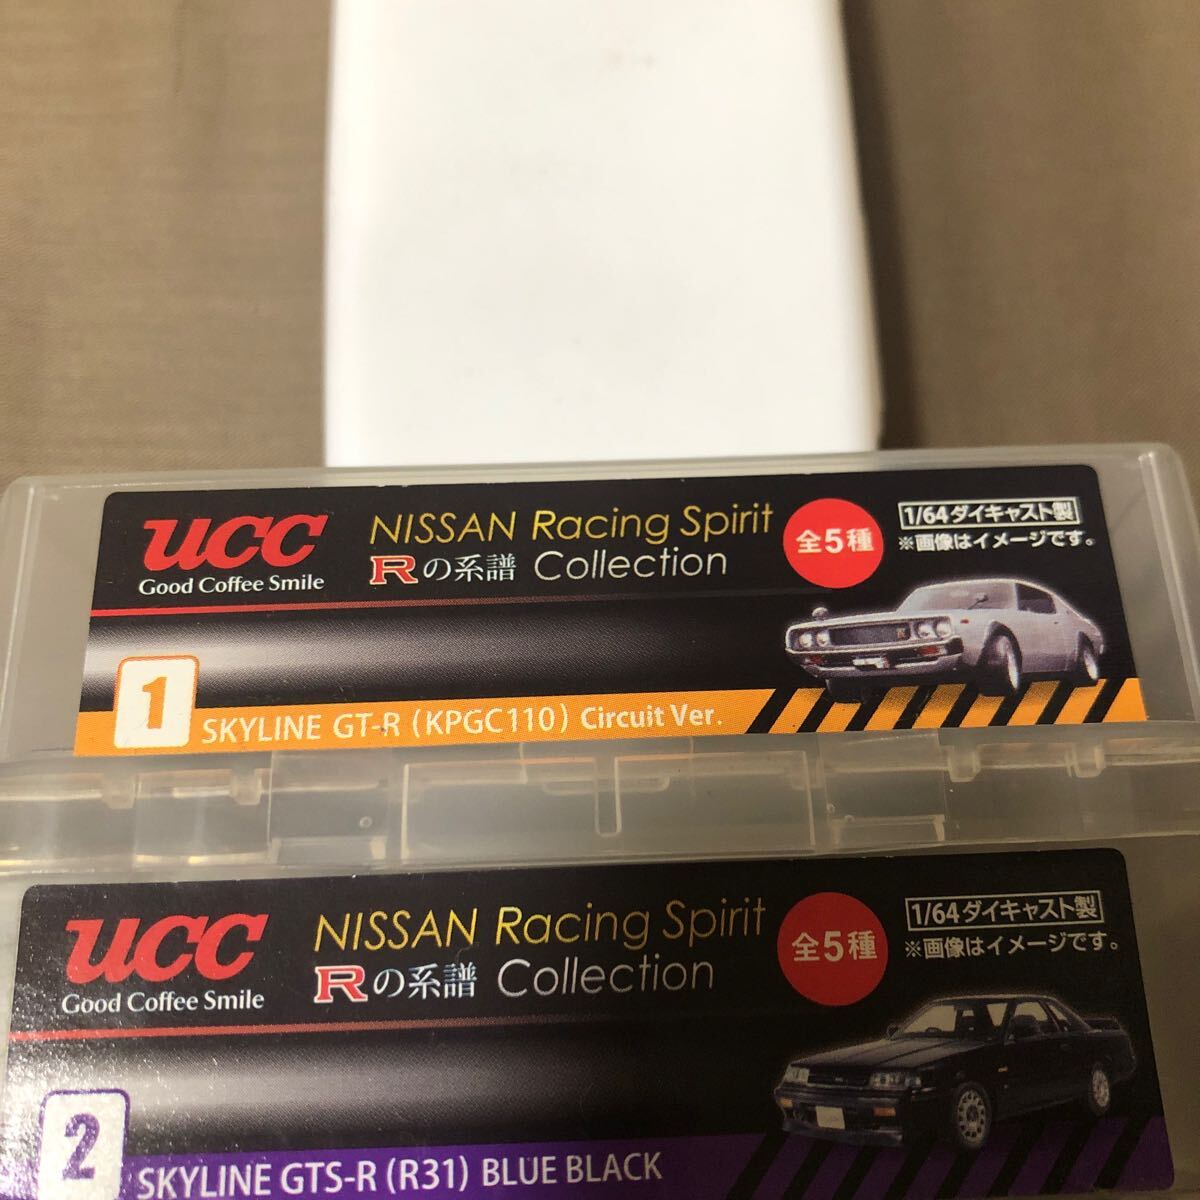 UCC
Good Coffee Smile
NISSAN Racing Spirit
Rの系譜 Collection
全5種
1/64ダイキャスト製
※画像はイメージです。
1
SKYLINE GT-R (KPGC110) Circuit Ver.
UCC
Good Coffee Smile
NISSAN Racing Spirit
Rの系譜 Collection
全5種
1/64ダイキャスト製
※画像はイメージです。
2
SKYLINE GTS-R (R31) BLUE BLACK